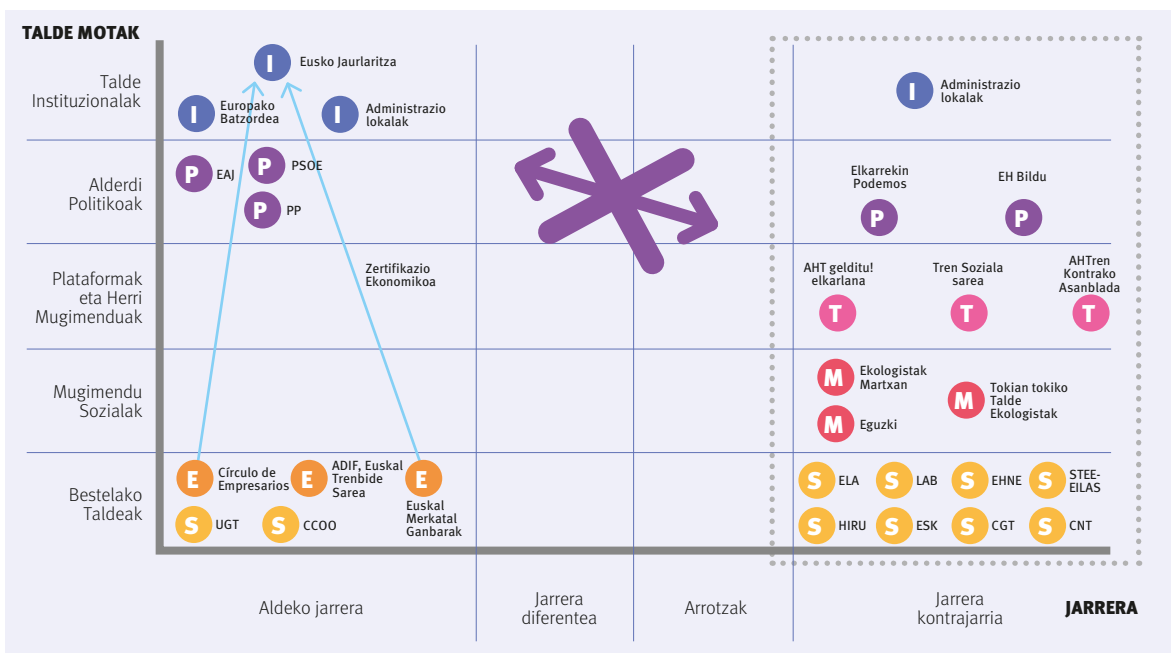 TALDE MOTAK
Talde
Instituzionalak
I
Eusko Jaurlaritza
I
Europako
Batzordea
I
Administrazio
lokalak
I
Administrazio
lokalak
Alderdi
Politikoak
P
EAJ
P
PSOE
P
PP
Elkarrekin
Podemos
P
EH Bildu
P
Plataformak
eta Herri
Mugimenduak
Zertifikazio
Ekonomikoa
AHT gelditu!
elkarlana
T
Tren Soziala
sarea
T
AHTren
Kontrako
Asanblada
T
Mugimendu
Sozialak
M
Ekologistak
Martxan
M
Eguzki
M
Tokian tokiko
Talde
Ekologistak
Bestelako
Taldeak
E
Círculo de
Empresarios
E
ADIF, Euskal
Trenbide
Sarea
E
Euskal
Merkatal
Ganbarak
S
UGT
S
CCOO
S
ELA
S
LAB
S
EHNE
S
STEE-
EILAS
S
HIRU
S
ESK
S
CGT
S
CNT
Aldeko jarrera
Jarrera
diferentea
Arrotzak
Jarrera
kontrajarria
JARRERA